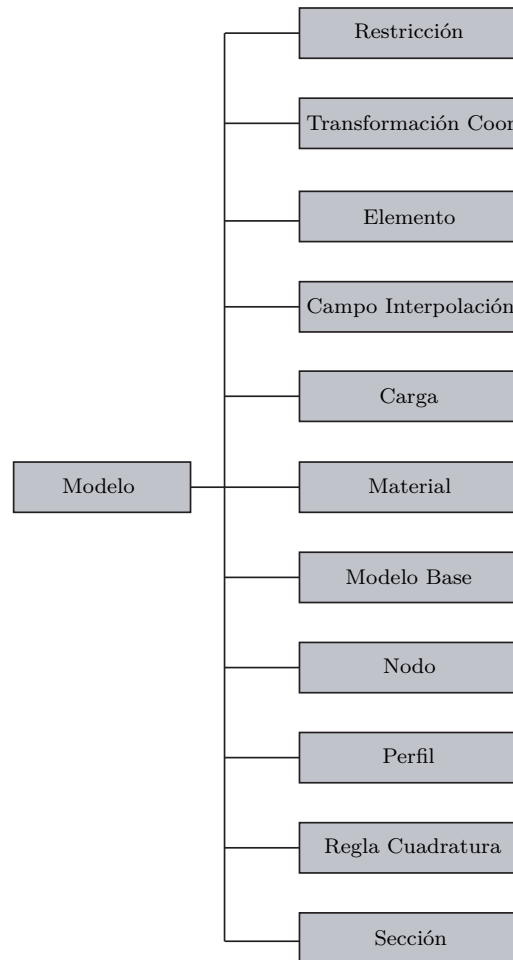 Restricción
Transformación Coor
Elemento
Campo Interpolación
Carga
Modelo
Material
Modelo Base
Nodo
Perfil
Regla Cuadratura
Sección